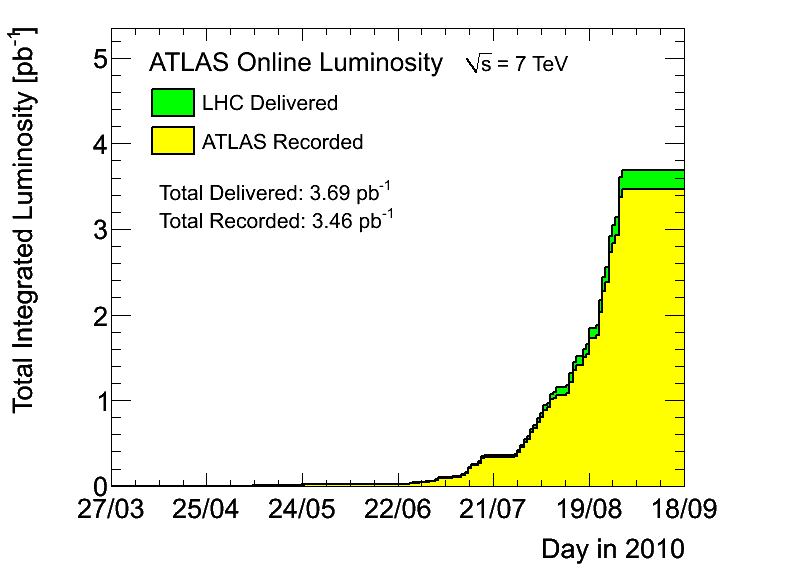 Total Integrated Luminosity [pb⁻¹]
ATLAS Online Luminosity √s = 7 TeV
LHC Delivered
ATLAS Recorded
Total Delivered: 3.69 pb⁻¹
Total Recorded: 3.46 pb⁻¹
5
4
3
2
1
0
27/03 25/04 24/05 22/06 21/07 19/08 18/09
Day in 2010